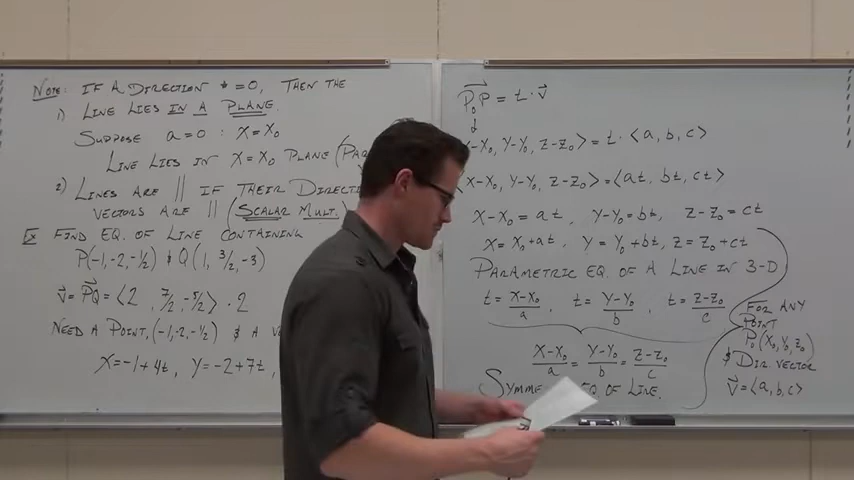 NOTE: IF A DIRECTION # = 0, THEN THE
1) LINE LIES IN A PLANE.
SUPPOSE a=0 : X=X₀
LINE LIES IN X=X₀ PLANE
2) LINES ARE || IF THEIR
VECTORS ARE || (SCALAR MULT.
EX FIND EQ. OF LINE CONTAINING
P(-1,-2,-1/2) & Q(1, 3/2, -3)
v⃗ = PQ⃗ = <2, 7/2, -5/2> · 2
NEED A POINT, (-1,-2,-1/2) & A
X=-1+4t, Y=-2+7t,
P₀P⃗ = t · v⃗
X-X₀, Y-Y₀, Z-Z₀> = t · <a, b, c>
X-X₀, Y-Y₀, Z-Z₀> = <at, bt, ct>
X-X₀ = at, Y-Y₀ = bt, Z-Z₀ = ct
X = X₀+at, Y = Y₀+bt, Z = Z₀+ct
PARAMETRIC EQ. OF A LINE IN 3-D
t = X-X₀/a, t = Y-Y₀/b, t = Z-Z₀/c
X-X₀/a = Y-Y₀/b = Z-Z₀/c
EQ OF LINE.
FOR ANY
POINT
P₀(X₀,Y₀,Z₀)
& DIR. VECTOR
v⃗ = <a, b, c>